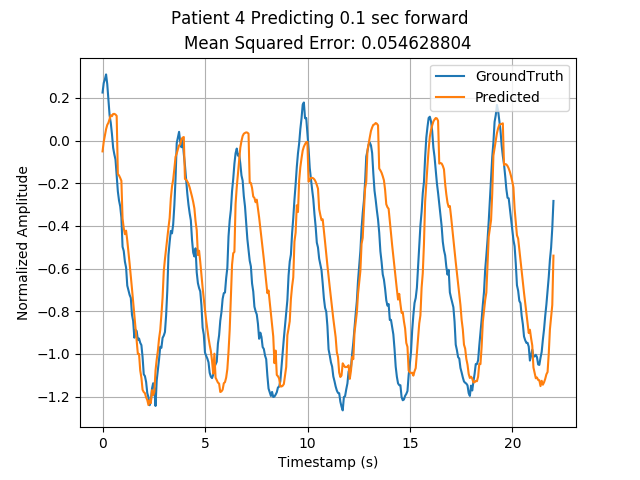 Patient 4 Predicting 0.1 sec forward
Mean Squared Error: 0.054628804
GroundTruth
Predicted
0.2
0.0
−0.2
−0.4
−0.6
−0.8
−1.0
−1.2
Normalized Amplitude
0 5 10 15 20
Timestamp (s)